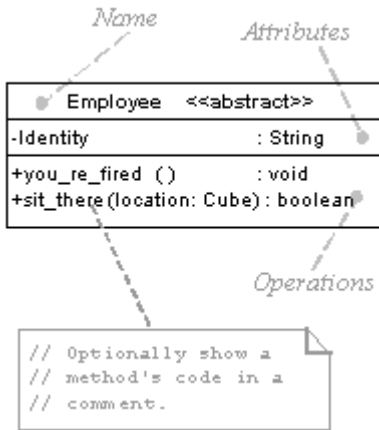 Name
Attributes
Employee <<abstract>>
-Identity : String
+you_re_fired () : void
+sit_there(location: Cube) : boolean
Operations
// Optionally show a
// method's code in a
// comment.